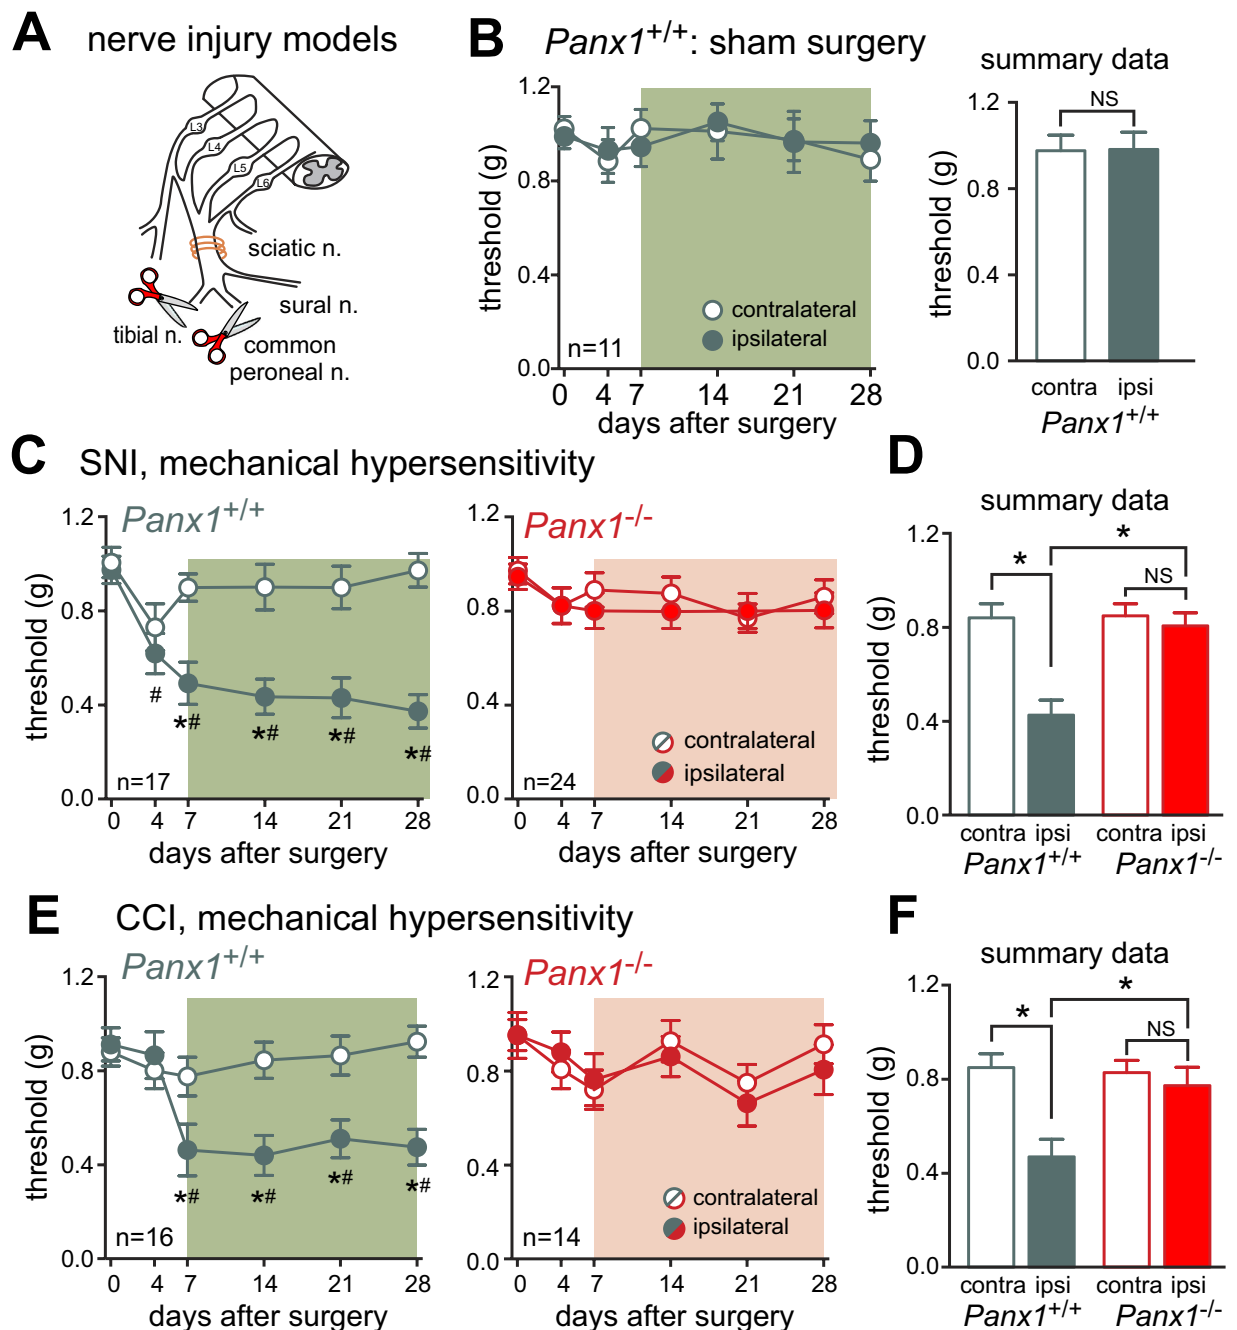 A nerve injury models
L3
L4
L5
L6
sciatic n.
sural n.
tibial n.
common
peroneal n.
B Panx1+/+: sham surgery
threshold (g)
1.2
0.8
0.4
0.0
contralateral
ipsilateral
n=11
0 4 7 14 21 28
days after surgery
summary data
threshold (g)
1.2
0.8
0.4
0.0
NS
contra ipsi
Panx1+/+
C SNI, mechanical hypersensitivity
Panx1+/+
threshold (g)
1.2
0.8
0.4
0.0
#
*#
*#
*#
*#
n=17
0 4 7 14 21 28
days after surgery
Panx1-/-
1.2
0.8
0.4
0.0
contralateral
ipsilateral
n=24
0 4 7 14 21 28
days after surgery
D
summary data
threshold (g)
1.2
0.8
0.4
0.0
*
*
NS
contra ipsi contra ipsi
Panx1+/+ Panx1-/-
E CCI, mechanical hypersensitivity
Panx1+/+
threshold (g)
1.2
0.8
0.4
0.0
*#
*#
*#
*#
n=16
0 4 7 14 21 28
days after surgery
Panx1-/-
1.2
0.8
0.4
0.0
contralateral
ipsilateral
n=14
0 4 7 14 21 28
days after surgery
F
summary data
threshold (g)
1.2
0.8
0.4
0.0
*
*
NS
contra ipsi contra ipsi
Panx1+/+ Panx1-/-